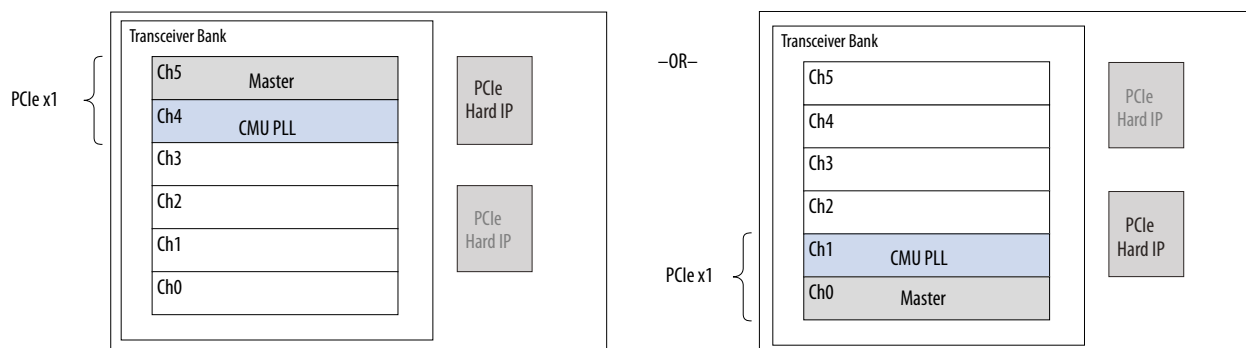 Transceiver Bank
PCIe x1
Ch5
Master
Ch4
CMU PLL
Ch3
Ch2
Ch1
Ch0
PCIe
Hard IP
PCIe
Hard IP
–OR–
Transceiver Bank
Ch5
Ch4
Ch3
Ch2
Ch1
CMU PLL
Ch0
Master
PCIe x1
PCIe
Hard IP
PCIe
Hard IP